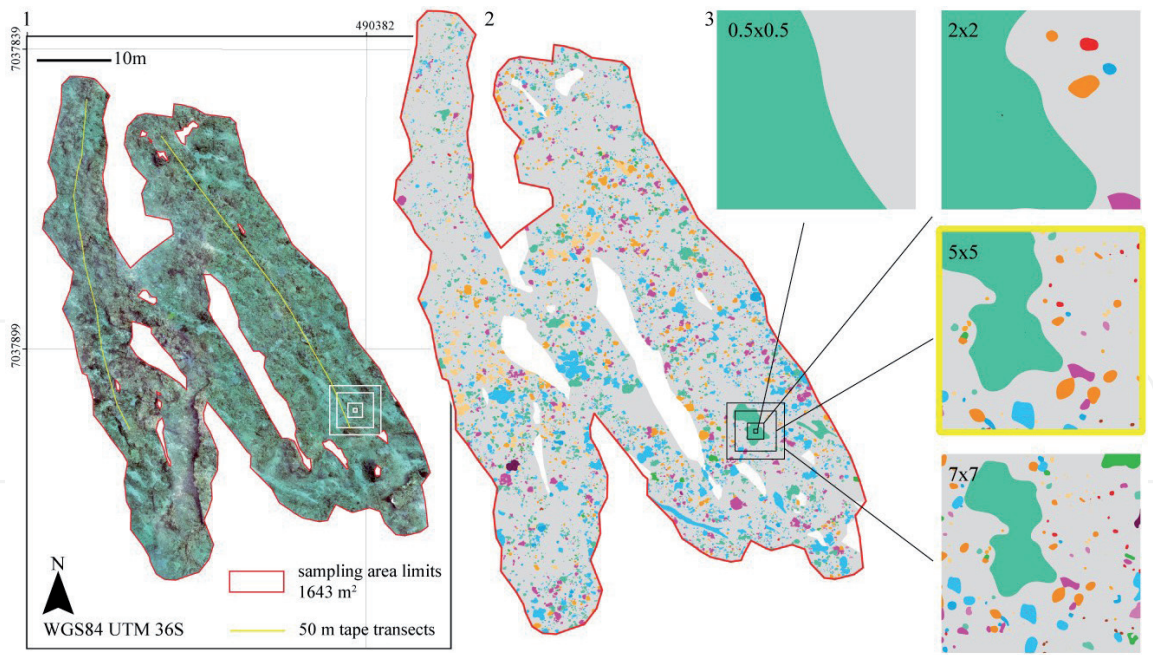 1
490382
7037839
10m
7037899
N
WGS84 UTM 36S
sampling area limits
1643 m²
50 m tape transects
2
3
0.5x0.5
2x2
5x5
7x7